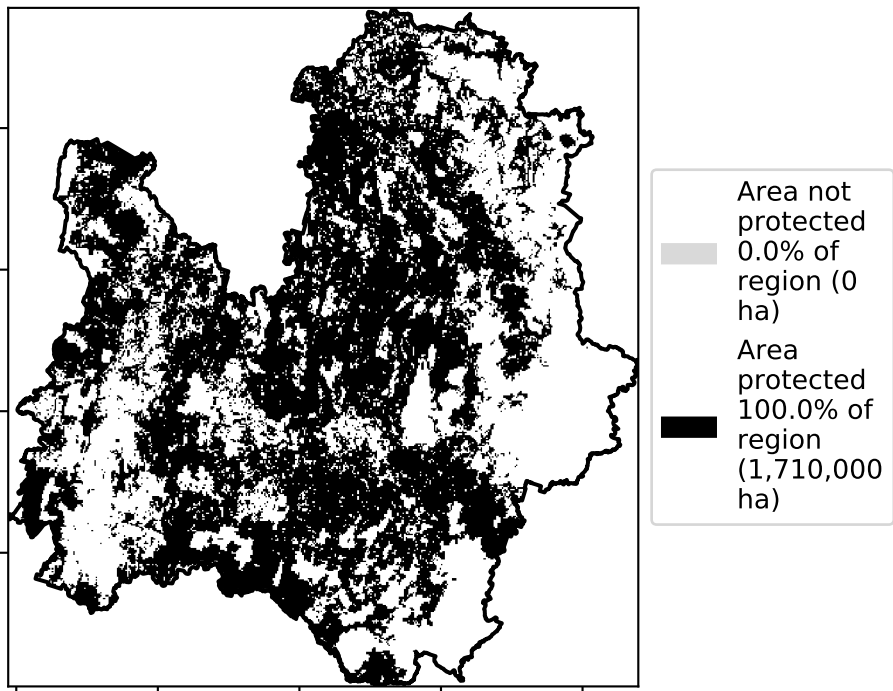 Area not
protected
0.0% of
region (0
ha)
Area
protected
100.0% of
region
(1,710,000
ha)